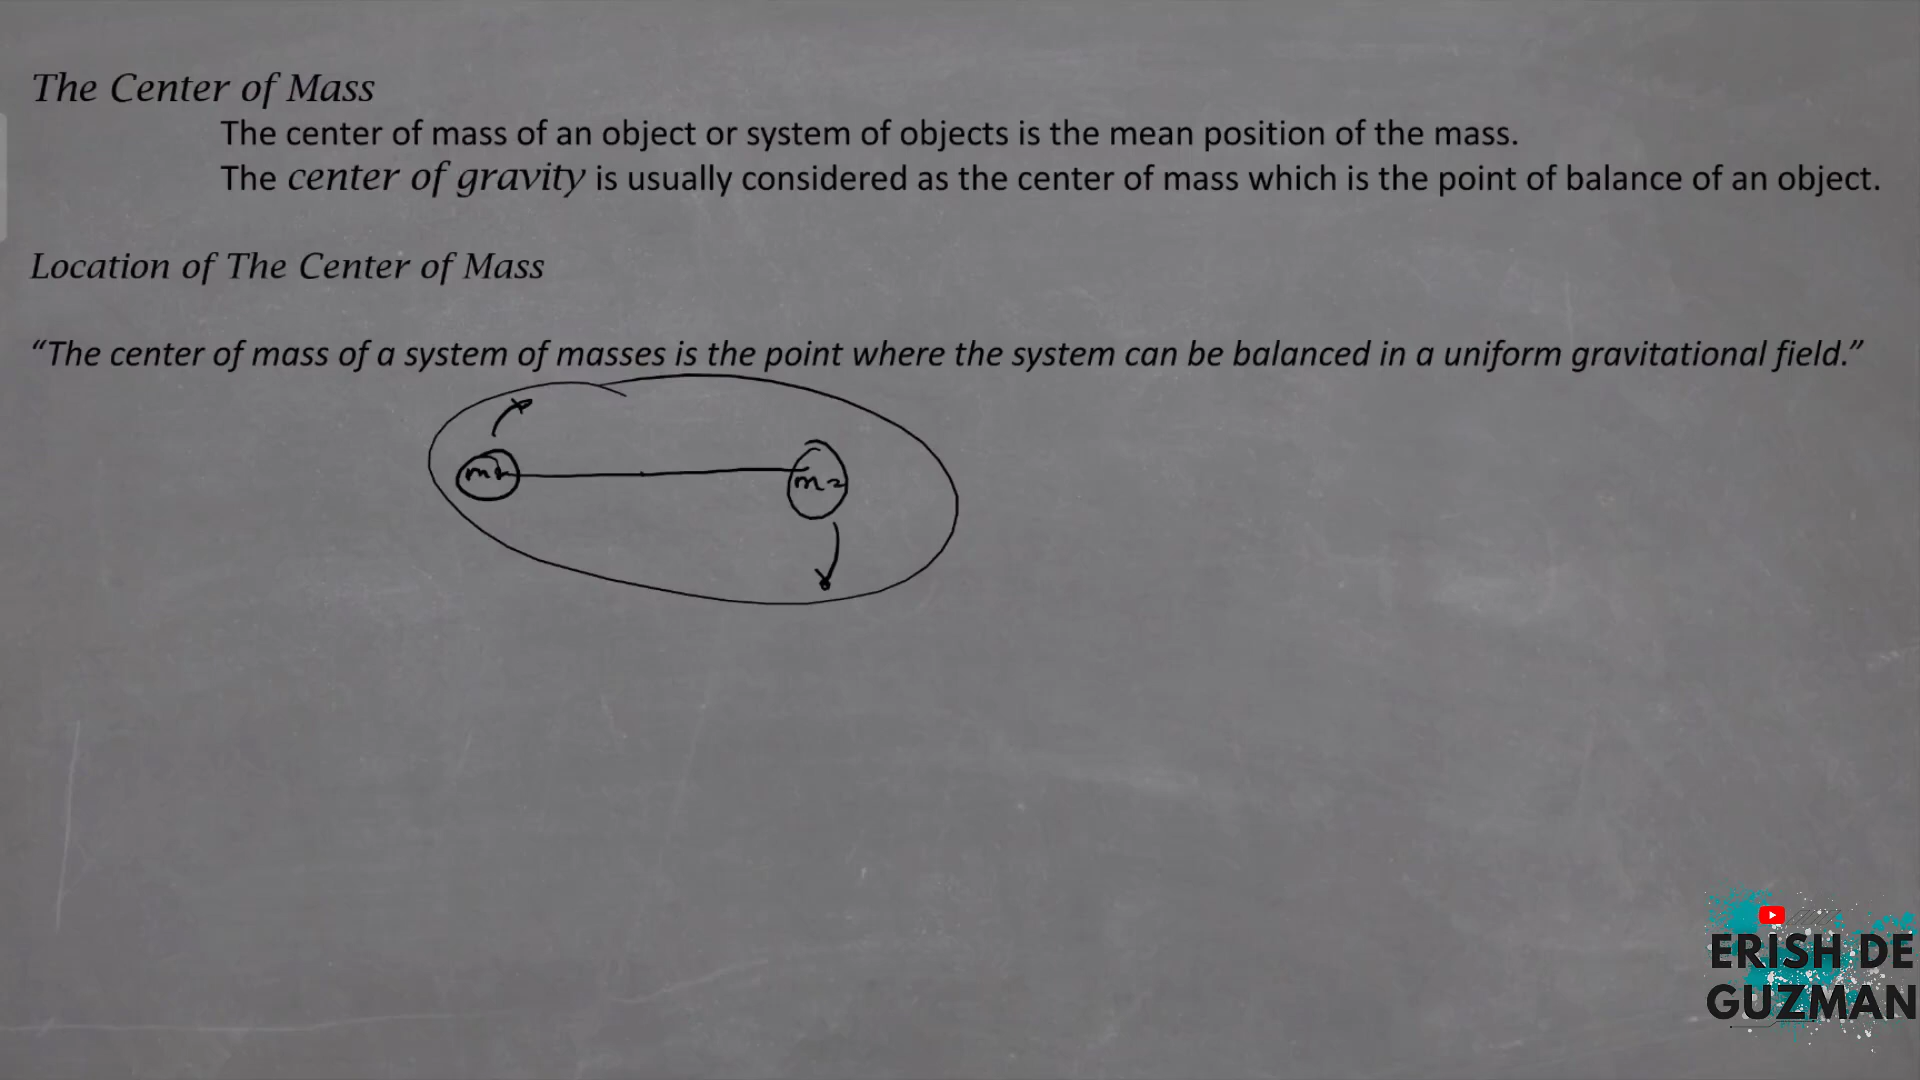 The Center of Mass
The center of mass of an object or system of objects is the mean position of the mass.
The center of gravity is usually considered as the center of mass which is the point of balance of an object.
Location of The Center of Mass
“The center of mass of a system of masses is the point where the system can be balanced in a uniform gravitational field.”
m2
ERISH DE
GUZMAN